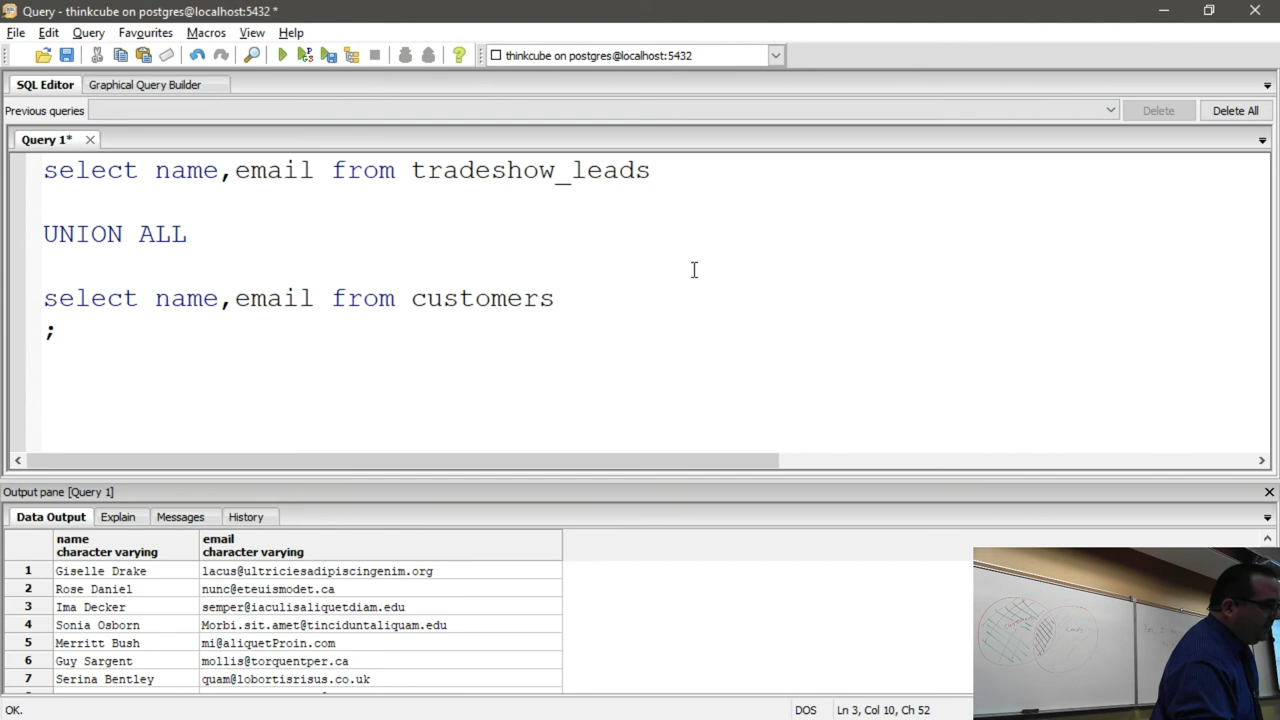 Query - thinkcube on postgres@localhost:5432 *
File Edit Query Favourites Macros View Help
thinkcube on postgres@localhost:5432
SQL Editor Graphical Query Builder
Previous queries Delete Delete All
Query 1*
select name,email from tradeshow_leads
UNION ALL
select name,email from customers
;
Output pane [Query 1]
Data Output Explain Messages History
name email
character varying character varying
1 Giselle Drake lacus@ultriciesadipiscingenim.org
2 Rose Daniel nunc@eteuismodet.ca
3 Ima Decker semper@iaculisaliquetdiam.edu
4 Sonia Osborn Morbi.sit.amet@tinciduntaliquam.edu
5 Merritt Bush mi@aliquetProin.com
6 Guy Sargent mollis@torquentper.ca
7 Serina Bentley quam@lobortisrisus.co.uk
OK. DOS Ln 3, Col 10, Ch 52